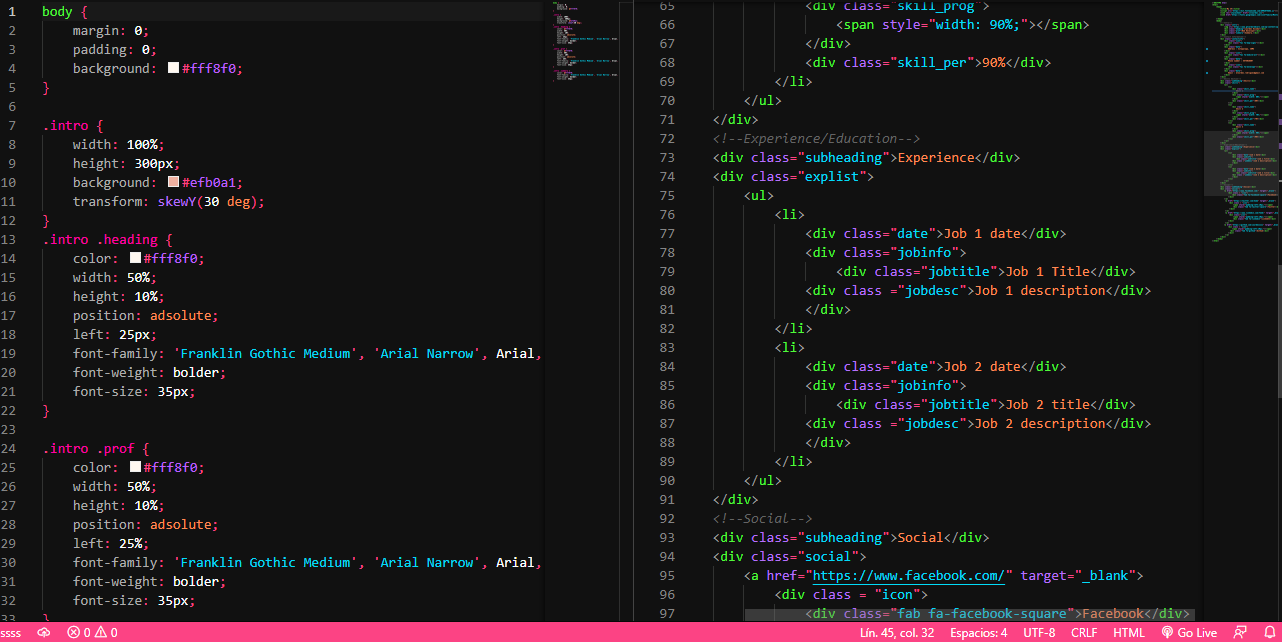 1 body {
2 margin: 0;
3 padding: 0;
4 background: #fff8f0;
5 }
6
7 .intro {
8 width: 100%;
9 height: 300px;
10 background: #efb0a1;
11 transform: skewY(30 deg);
12 }
13 .intro .heading {
14 color: #fff8f0;
15 width: 50%;
16 height: 10%;
17 position: adsolute;
18 left: 25px;
19 font-family: 'Franklin Gothic Medium', 'Arial Narrow', Arial,
20 font-weight: bolder;
21 font-size: 35px;
22 }
23
24 .intro .prof {
25 color: #fff8f0;
26 width: 50%;
27 height: 10%;
28 position: adsolute;
29 left: 25%;
30 font-family: 'Franklin Gothic Medium', 'Arial Narrow', Arial,
31 font-weight: bolder;
32 font-size: 35px;
33 }
65 <div class="skill_prog">
66 <span style="width: 90%;"></span>
67 </div>
68 <div class="skill_per">90%</div>
69 </li>
70 </ul>
71 </div>
72 <!--Experience/Education-->
73 <div class="subheading">Experience</div>
74 <div class="explist">
75 <ul>
76 <li>
77 <div class="date">Job 1 date</div>
78 <div class="jobinfo">
79 <div class="jobtitle">Job 1 Title</div>
80 <div class ="jobdesc">Job 1 description</div>
81 </div>
82 </li>
83 <li>
84 <div class="date">Job 2 date</div>
85 <div class="jobinfo">
86 <div class="jobtitle">Job 2 title</div>
87 <div class ="jobdesc">Job 2 description</div>
88 </div>
89 </li>
90 </ul>
91 </div>
92 <!--Social-->
93 <div class="subheading">Social</div>
94 <div class="social">
95 <a href="https://www.facebook.com/" target="_blank">
96 <div class = "icon">
97 <div class="fab fa-facebook-square">Facebook</div>
ssss 0 0 Lín. 45, col. 32 Espacios: 4 UTF-8 CRLF HTML Go Live